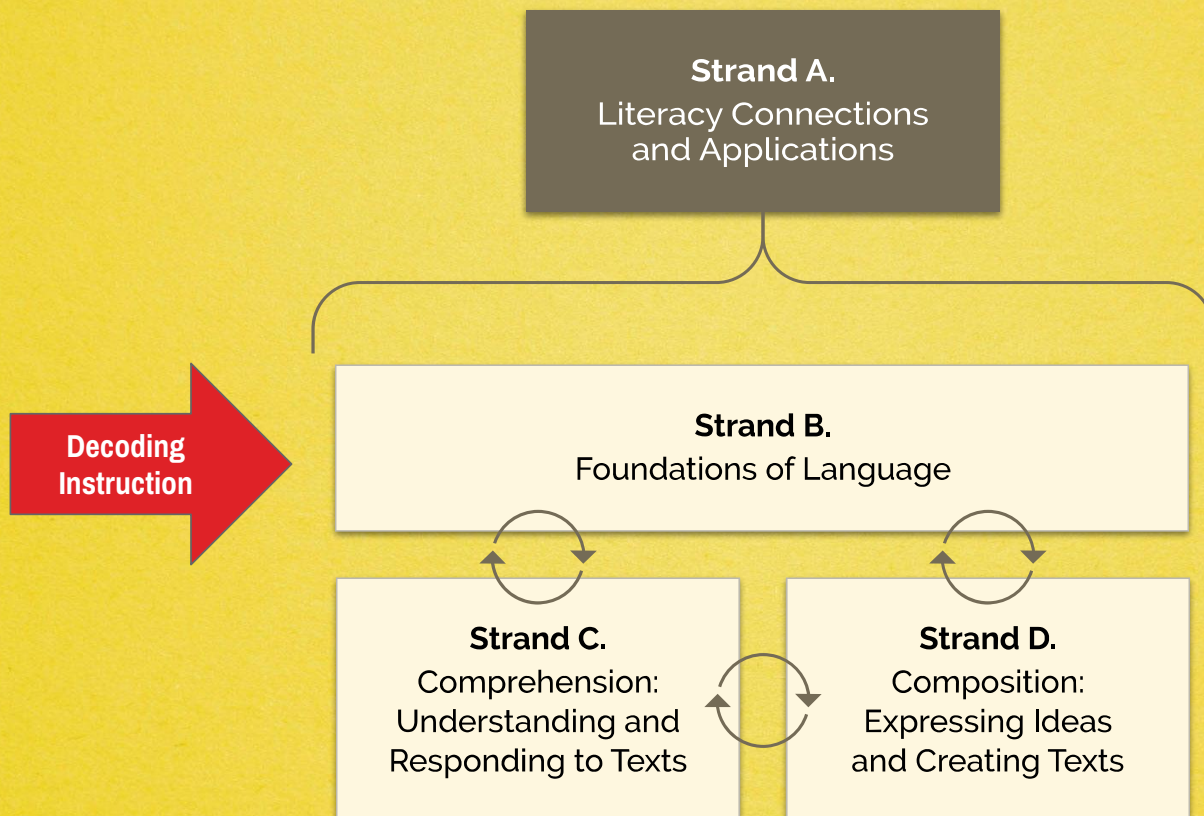 Strand A.
Literacy Connections
and Applications
Decoding
Instruction
Strand B.
Foundations of Language
Strand C.
Comprehension:
Understanding and
Responding to Texts
Strand D.
Composition:
Expressing Ideas
and Creating Texts